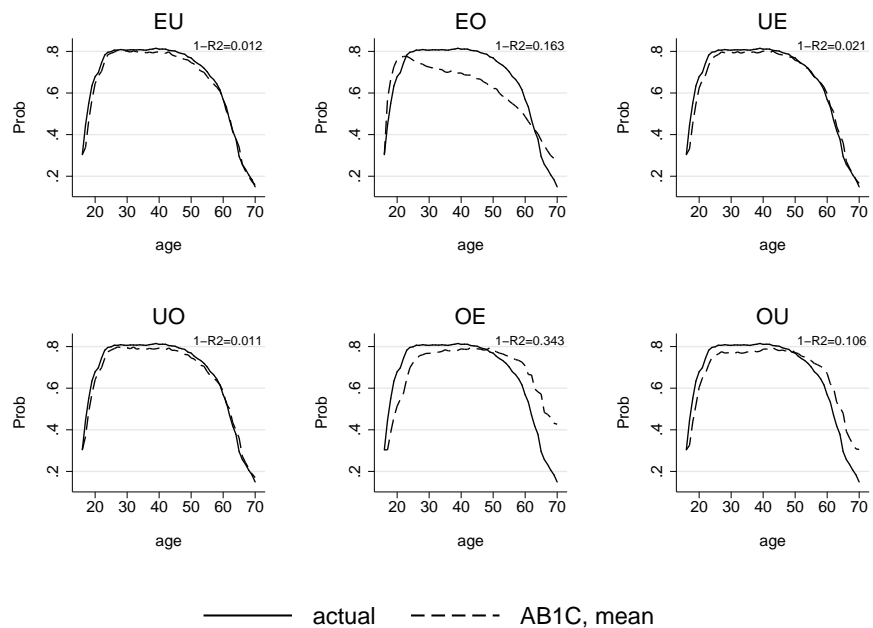 EU EO UE
1−R2=0.012 1−R2=0.163 1−R2=0.021
Prob Prob Prob
.2 .4 .6 .8 .2 .4 .6 .8 .2 .4 .6 .8
20 30 40 50 60 70 20 30 40 50 60 70 20 30 40 50 60 70
age age age
UO OE OU
1−R2=0.011 1−R2=0.343 1−R2=0.106
Prob Prob Prob
.2 .4 .6 .8 .2 .4 .6 .8 .2 .4 .6 .8
20 30 40 50 60 70 20 30 40 50 60 70 20 30 40 50 60 70
age age age
actual AB1C, mean